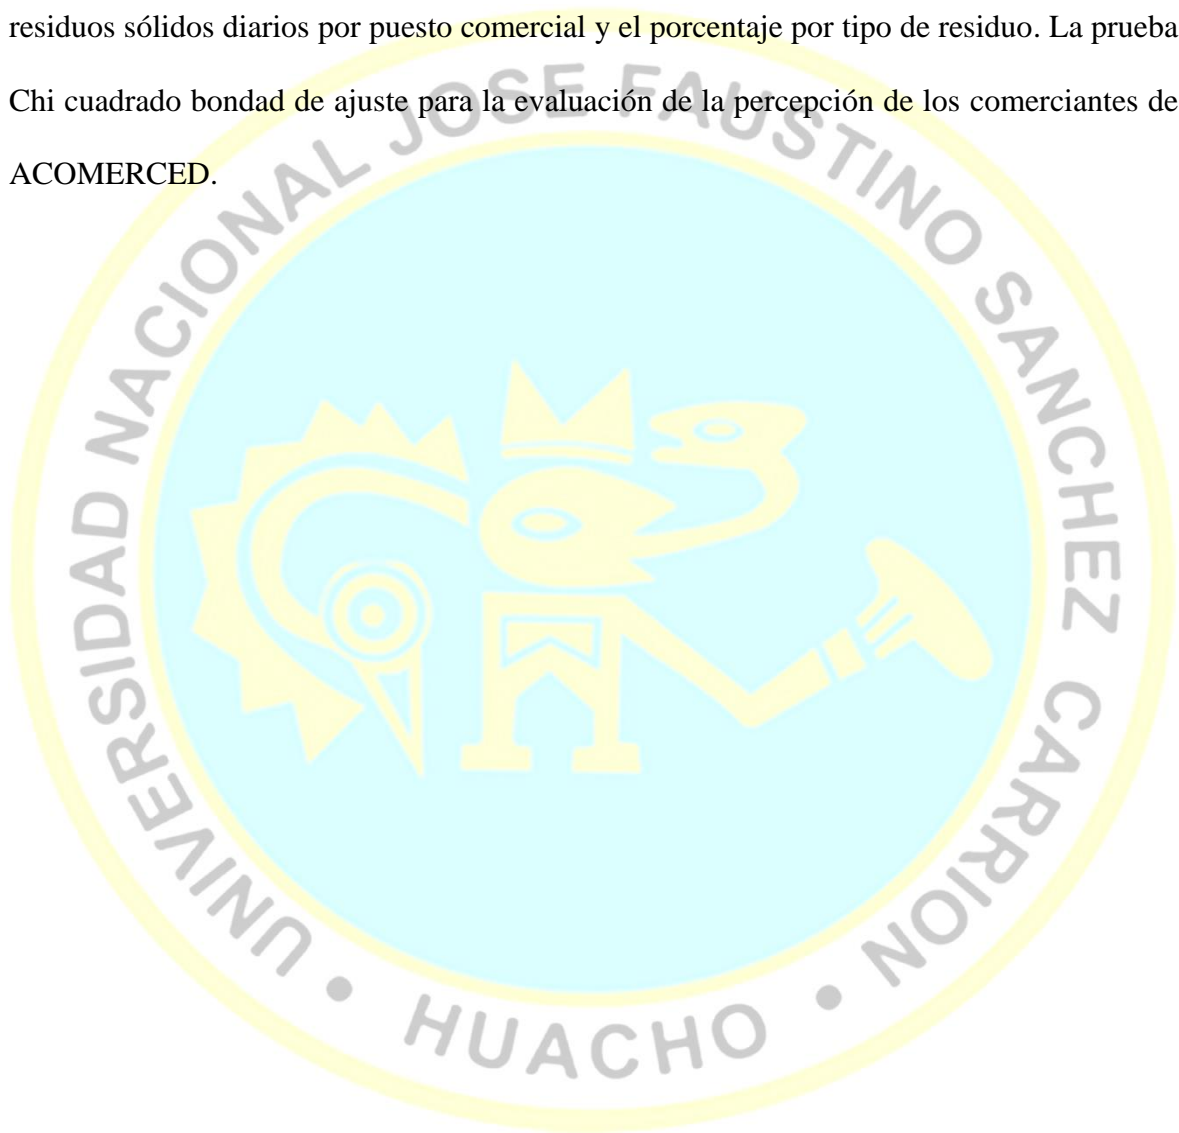 residuos sólidos diarios por puesto comercial y el porcentaje por tipo de residuo. La prueba
Chi cuadrado bondad de ajuste para la evaluación de la percepción de los comerciantes de
ACOMERCED.
UNIVERSIDAD NACIONAL JOSE FAUSTINO SANCHEZ CARRION • HUACHO •